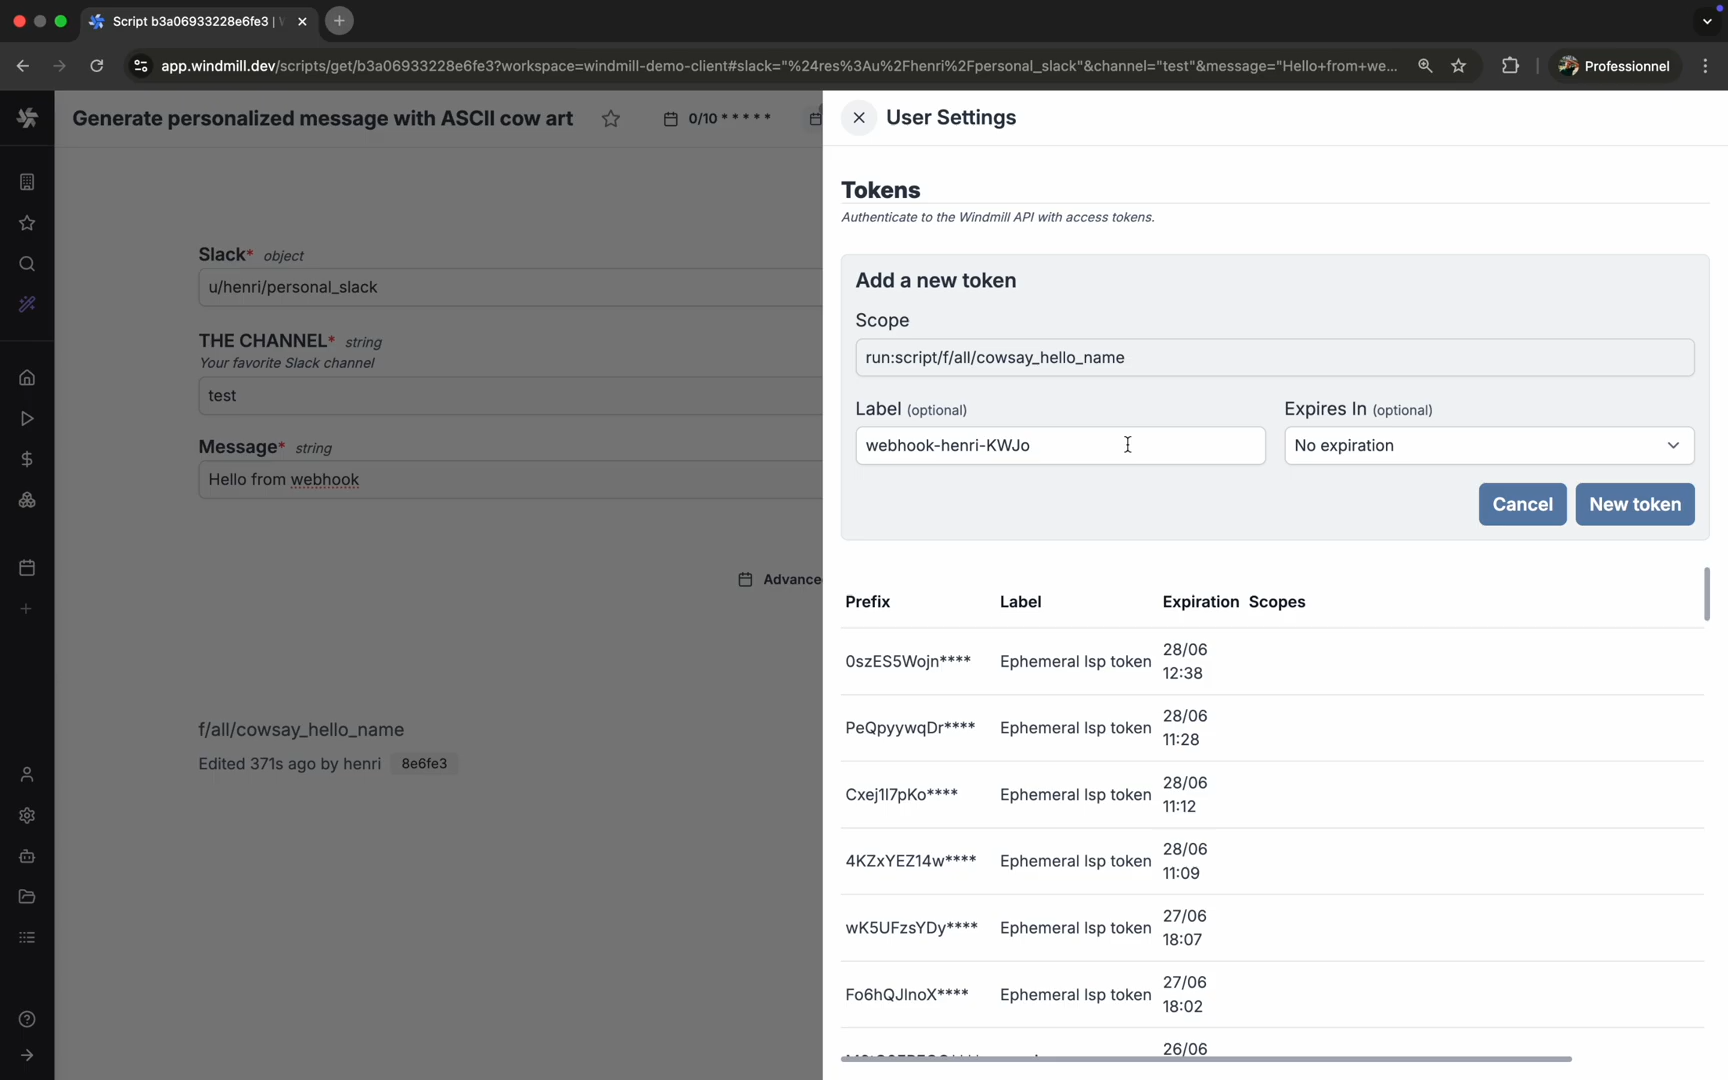 Script b3a06933228e6fe3 | W
app.windmill.dev/scripts/get/b3a06933228e6fe3?workspace=windmill-demo-client#slack="%24res%3Au%2Fhenri%2Fpersonal_slack"&channel="test"&message="Hello+from+we...
Professionnel
Generate personalized message with ASCII cow art
0/10 * * * * *
Slack* object
u/henri/personal_slack
THE CHANNEL* string
Your favorite Slack channel
test
Message* string
Hello from webhook
Advance
f/all/cowsay_hello_name
Edited 371s ago by henri 8e6fe3
User Settings
Tokens
Authenticate to the Windmill API with access tokens.
Add a new token
Scope
run:script/f/all/cowsay_hello_name
Label (optional) Expires In (optional)
webhook-henri-KWJo No expiration
Cancel New token
Prefix Label Expiration Scopes
0szES5Wojn**** Ephemeral lsp token 28/06
12:38
PeQpyywqDr**** Ephemeral lsp token 28/06
11:28
Cxej1I7pKo**** Ephemeral lsp token 28/06
11:12
4KZxYEZ14w**** Ephemeral lsp token 28/06
11:09
wK5UFzsYDy**** Ephemeral lsp token 27/06
18:07
Fo6hQJlnoX**** Ephemeral lsp token 27/06
18:02
26/06